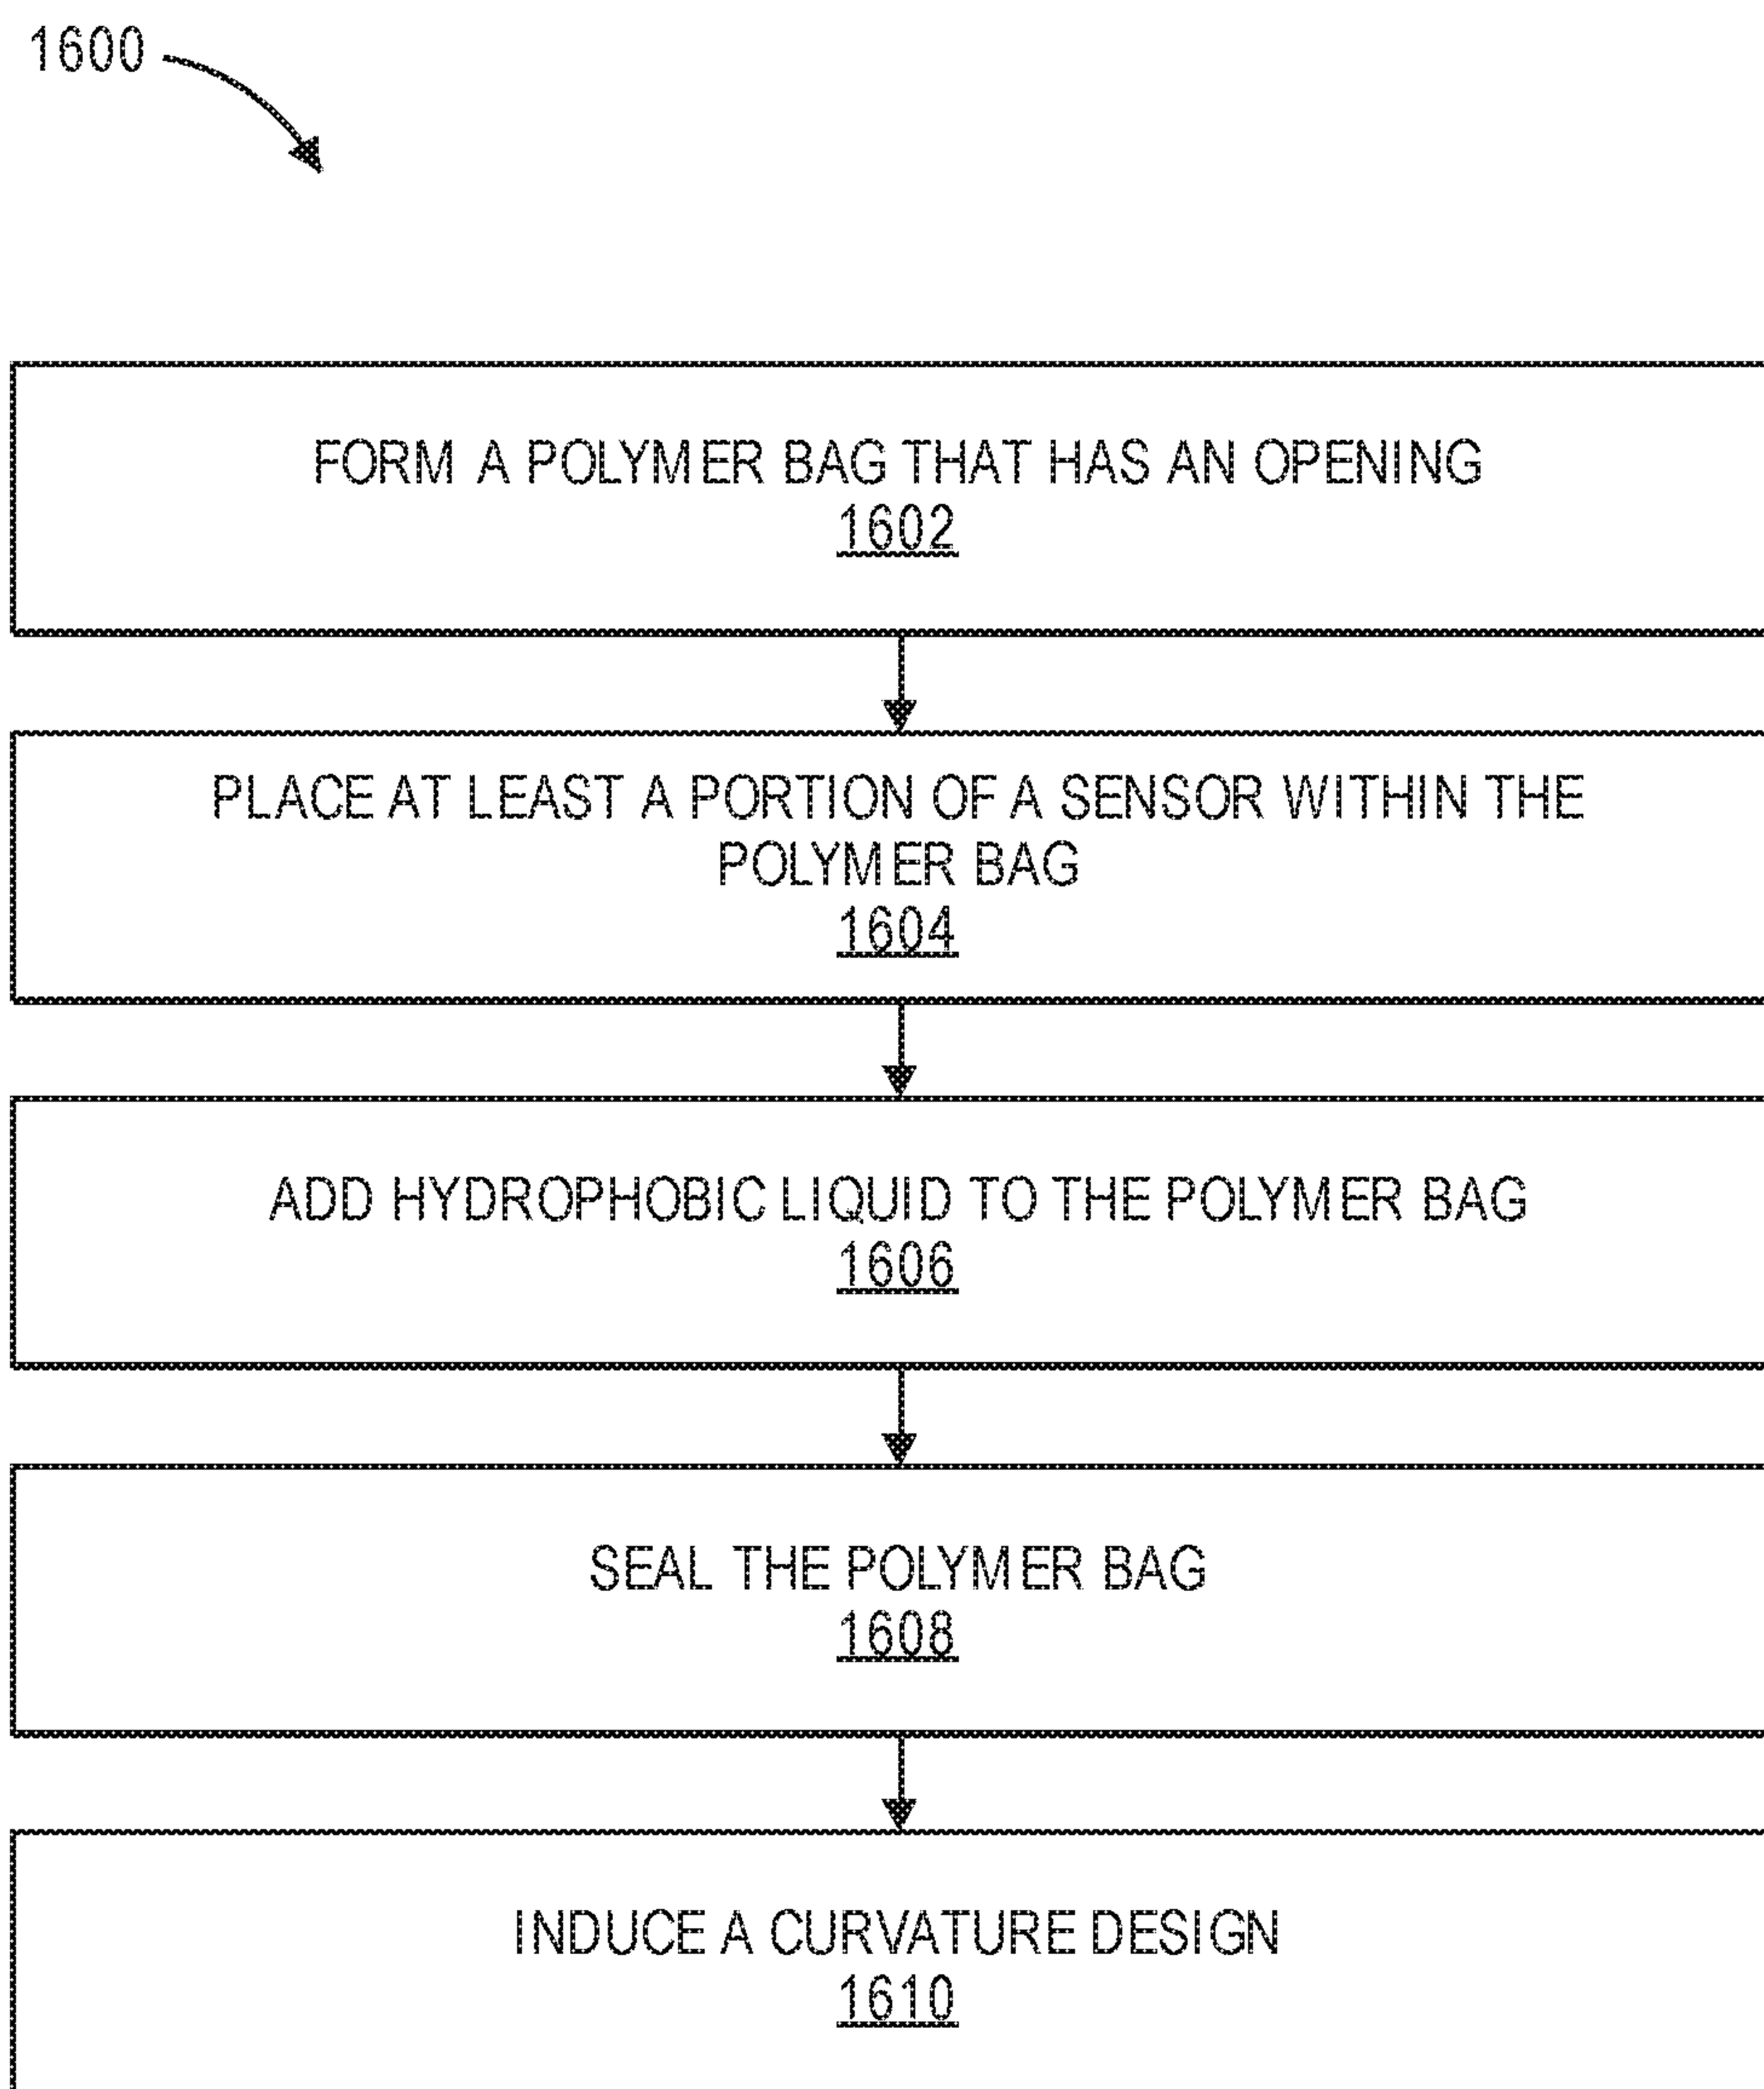 1600
FORM A POLYMER BAG THAT HAS AN OPENING
1602
PLACE AT LEAST A PORTION OF A SENSOR WITHIN THE
POLYMER BAG
1604
ADD HYDROPHOBIC LIQUID TO THE POLYMER BAG
1606
SEAL THE POLYMER BAG
1608
INDUCE A CURVATURE DESIGN
1610